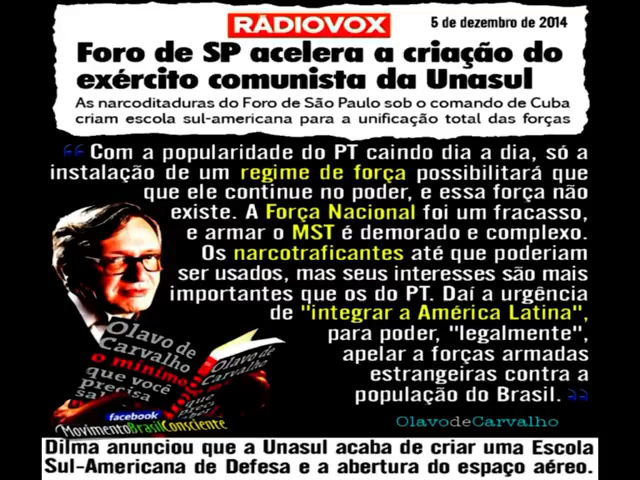 RÁDIOVOX
5 de dezembro de 2014
Foro de SP acelera a criação do
exército comunista da Unasul
As narcoditaduras do Foro de São Paulo sob o comando de Cuba
criam escola sul-americana para a unificação total das forças
“ Com a popularidade do PT caindo dia a dia, só a
instalação de um regime de força possibilitará que
que ele continue no poder, e essa força não
existe. A Força Nacional foi um fracasso,
e armar o MST é demorado e complexo.
Os narcotraficantes até que poderiam
ser usados, mas seus interesses são mais
importantes que os do PT. Daí a urgência
de "integrar a América Latina",
para poder, "legalmente",
apelar a forças armadas
estrangeiras contra a
população do Brasil. ”
OlavodeCarvalho
Olavo de
Carvalho
o mínimo
que você
precisa
sa
Olavo de
Carvalho
facebook
MovimentoBrasilConsciente
Dilma anunciou que a Unasul acaba de criar uma Escola
Sul-Americana de Defesa e a abertura do espaço aéreo.